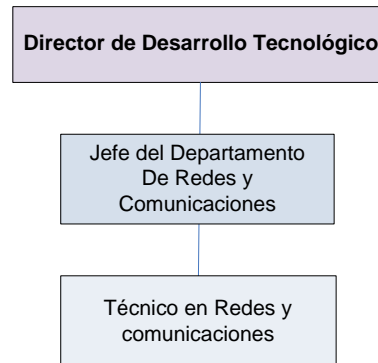 Director de Desarrollo Tecnológico
Jefe del Departamento
De Redes y
Comunicaciones
Técnico en Redes y
comunicaciones